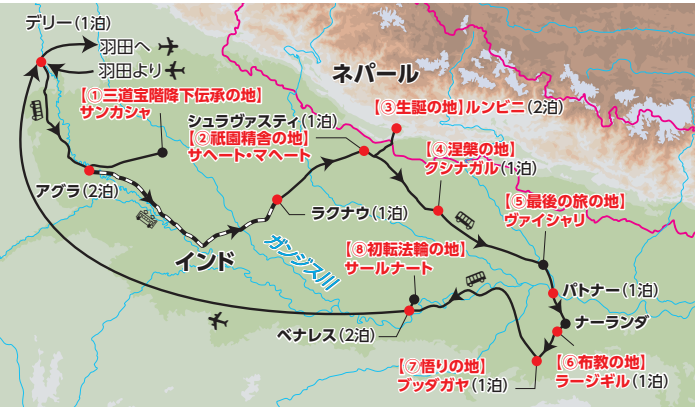 デリー(1泊)
羽田へ
羽田より
ネパール
【①三道宝階降下伝承の地】
サンカシャ
【③生誕の地】ルンビニ(2泊)
シュラヴァスティ(1泊)
【②祇園精舎の地】
サヘート・マヘート
【④涅槃の地】
クシナガル(1泊)
アグラ(2泊)
【⑤最後の旅の地】
ヴァイシャリ
ラクナウ(1泊)
インド
ガンジス川
【⑧初転法輪の地】
サールナート
パトナー(1泊)
ナーランダ
ベナレス(2泊)
【⑦悟りの地】
ブッダガヤ(1泊)
【⑥布教の地】
ラージギル(1泊)